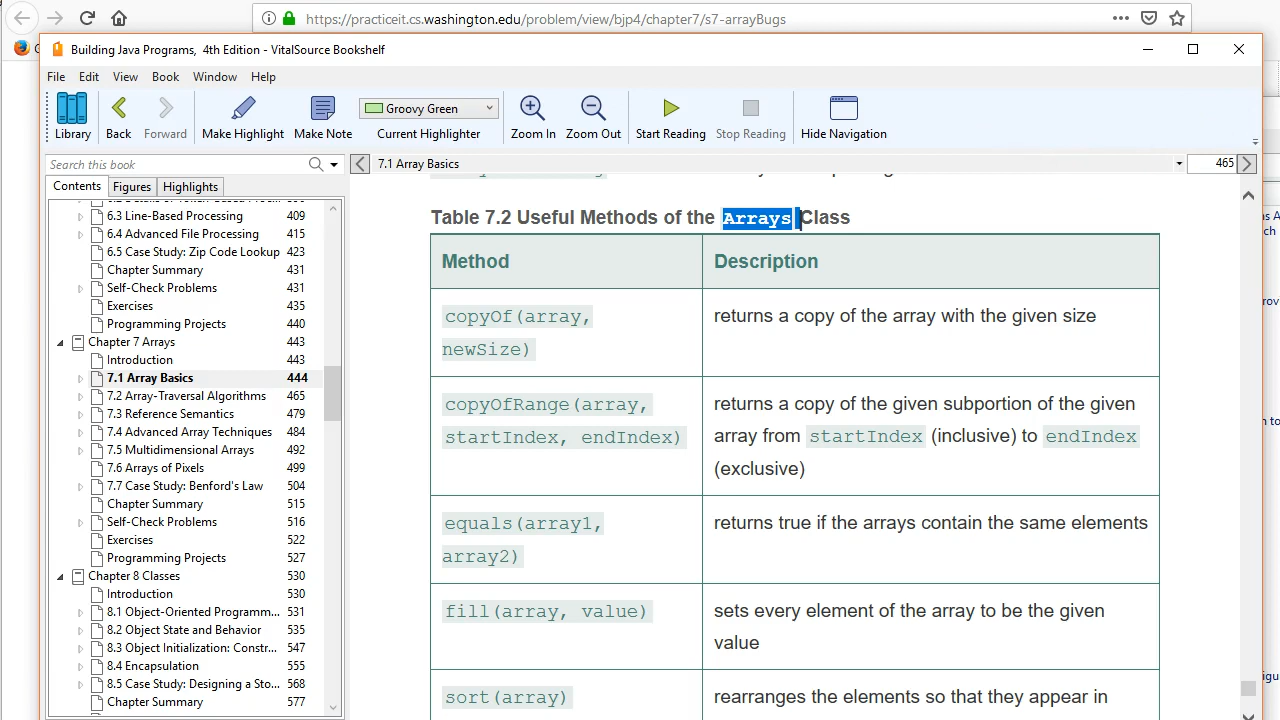 https://practiceit.cs.washington.edu/problem/view/bjp4/chapter7/s7-arrayBugs
Building Java Programs, 4th Edition - VitalSource Bookshelf
File Edit View Book Window Help
Groovy Green
Library Back Forward Make Highlight Make Note Current Highlighter Zoom In Zoom Out Start Reading Stop Reading Hide Navigation
Search this book
7.1 Array Basics
465
Contents Figures Highlights
6.3 Line-Based Processing 409
6.4 Advanced File Processing 415
6.5 Case Study: Zip Code Lookup 423
Chapter Summary 431
Self-Check Problems 431
Exercises 435
Programming Projects 440
Chapter 7 Arrays 443
Introduction 443
7.1 Array Basics 444
7.2 Array-Traversal Algorithms 465
7.3 Reference Semantics 479
7.4 Advanced Array Techniques 484
7.5 Multidimensional Arrays 492
7.6 Arrays of Pixels 499
7.7 Case Study: Benford's Law 504
Chapter Summary 515
Self-Check Problems 516
Exercises 522
Programming Projects 527
Chapter 8 Classes 530
Introduction 530
8.1 Object-Oriented Programm... 531
8.2 Object State and Behavior 535
8.3 Object Initialization: Constr... 547
8.4 Encapsulation 555
8.5 Case Study: Designing a Sto... 568
Chapter Summary 577
Table 7.2 Useful Methods of the Arrays Class
Method Description
copyOf(array,
newSize)
returns a copy of the array with the given size
copyOfRange(array,
startIndex, endIndex)
returns a copy of the given subportion of the given
array from startIndex (inclusive) to endIndex
(exclusive)
equals(array1,
array2)
returns true if the arrays contain the same elements
fill(array, value)
sets every element of the array to be the given
value
sort(array)
rearranges the elements so that they appear in